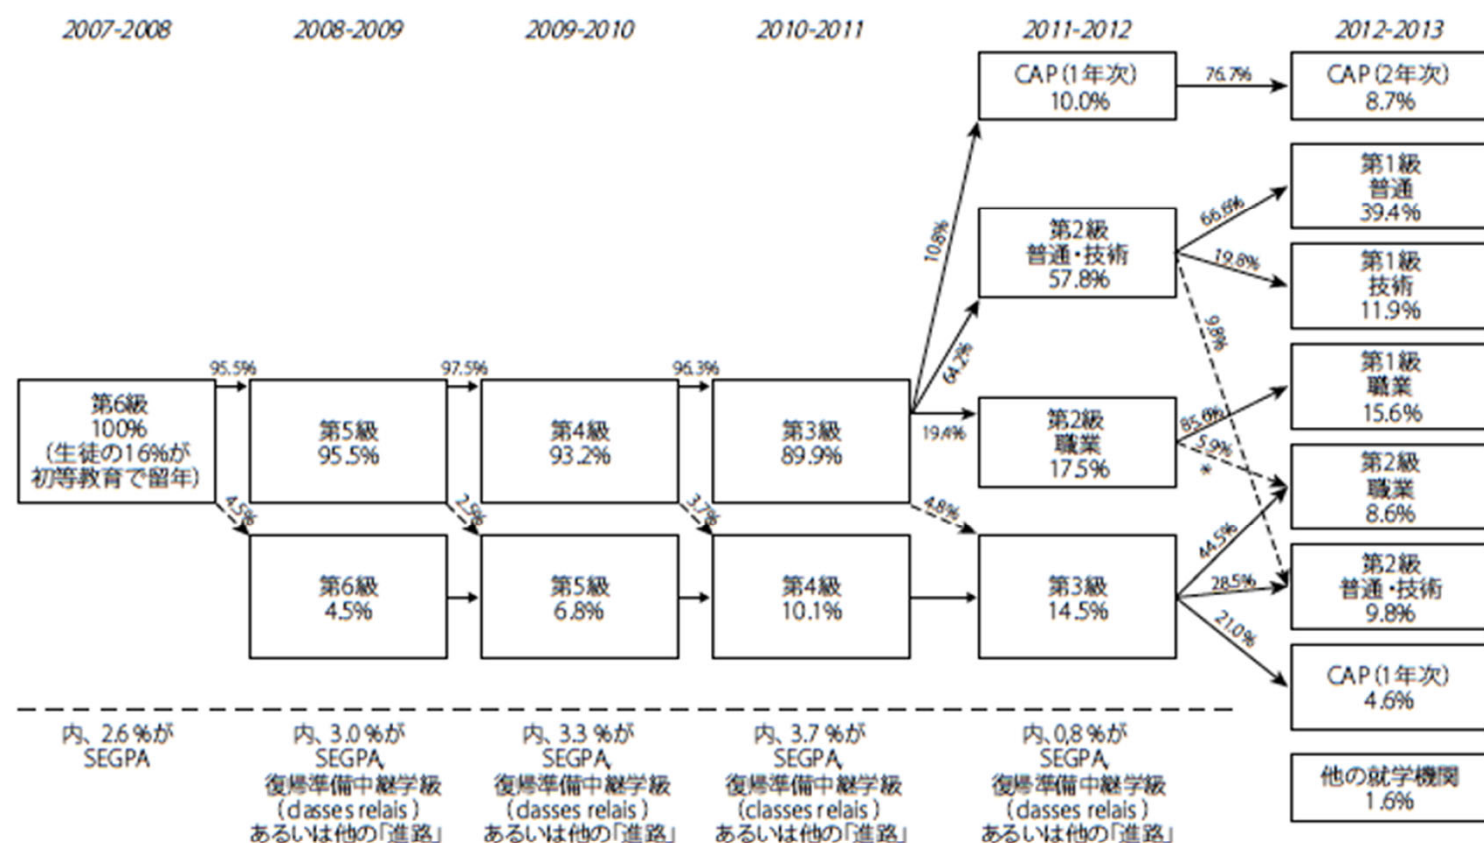 2007-2008
2008-2009
2009-2010
2010-2011
2011-2012
2012-2013
CAP(1年次)
10.0%
76.7%
CAP(2年次)
8.7%
第1級
普通
39.4%
10.8%
第2級
普通・技術
57.8%
66.6%
19.8%
第1級
技術
11.9%
9.8%
64.2%
95.5%
97.5%
96.3%
第6級
100%
(生徒の16%が
初等教育で留年)
第5級
95.5%
第4級
93.2%
第3級
89.9%
19.4%
第2級
職業
17.5%
85.6%
5.9%
*
第1級
職業
15.6%
第2級
職業
8.6%
4.5%
2.5%
3.7%
4.8%
第6級
4.5%
第5級
6.8%
第4級
10.1%
第3級
14.5%
44.5%
28.5%
21.0%
第2級
普通・技術
9.8%
CAP(1年次)
4.6%
内、2.6%が
SEGPA
内、3.0%が
SEGPA、
復帰準備中継学級
(classes relais)
あるいは他の「進路」
内、3.3%が
SEGPA、
復帰準備中継学級
(classes relais)
あるいは他の「進路」
内、3.7%が
SEGPA、
復帰準備中継学級
(classes relais)
あるいは他の「進路」
内、0,8%が
SEGPA、
復帰準備中継学級
(classes relais)
あるいは他の「進路」
他の就学機関
1.6%